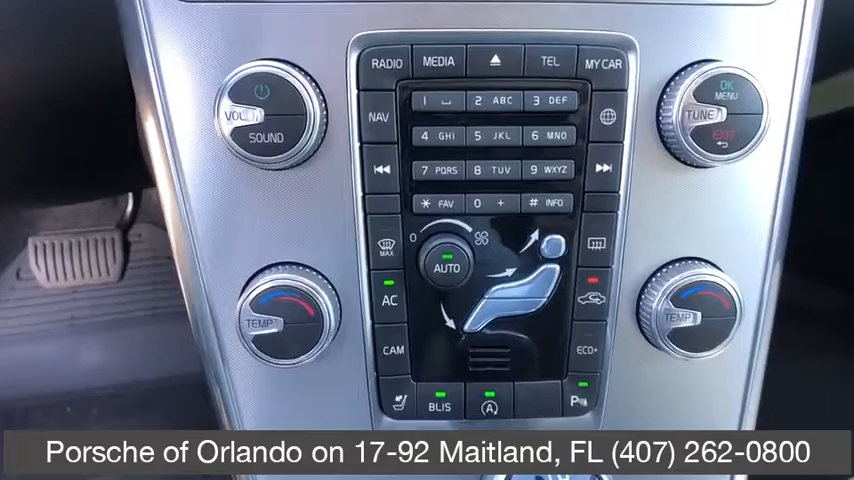 RADIO MEDIA TEL MY CAR
VOL SOUND
NAV
1 2 ABC 3 DEF
OK MENU
TUNE
EXIT
4 GHI 5 JKL 6 MNO
7 PQRS 8 TUV 9 WXYZ
* FAV 0 + # INFO
MAX
0
AUTO
AC
TEMP
TEMP
CAM
ECO+
BLIS
A
P
Porsche of Orlando on 17-92 Maitland, FL (407) 262-0800